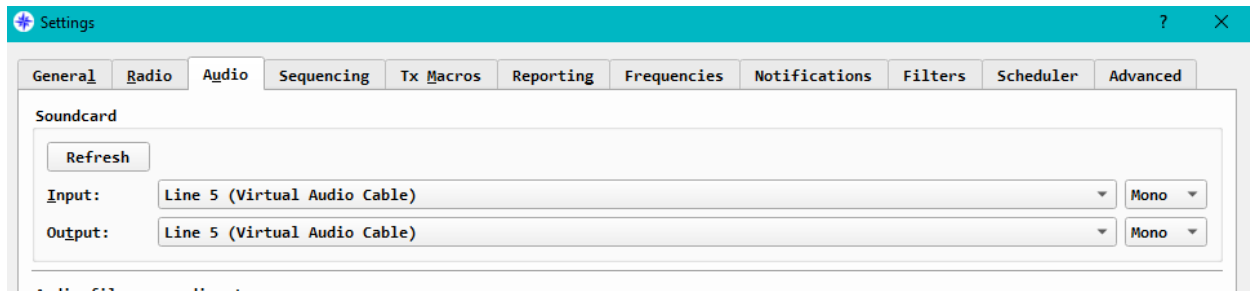 Settings ?
General Radio Audio Sequencing Tx Macros Reporting Frequencies Notifications Filters Scheduler Advanced
Soundcard
Refresh
Input: Line 5 (Virtual Audio Cable) Mono
Output: Line 5 (Virtual Audio Cable) Mono